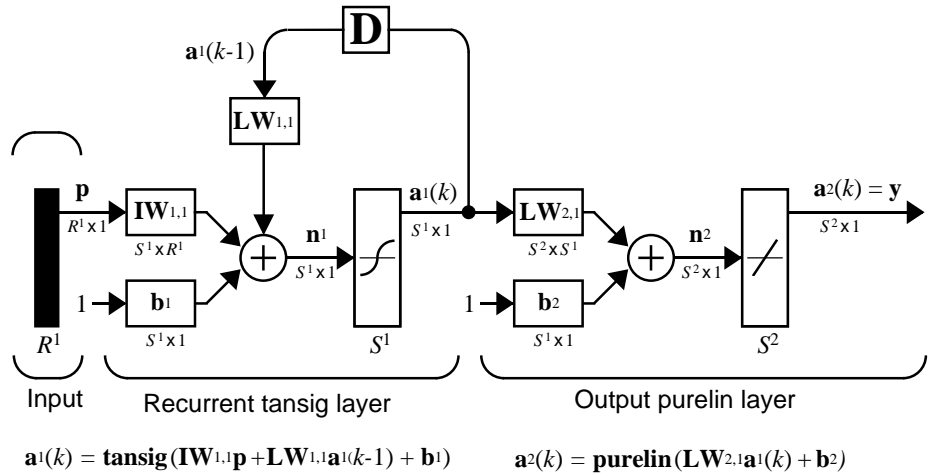 D
a¹(k-1)
LW1,1
p
a¹(k)
a²(k) = y
IW1,1
LW2,1
R¹ x 1
S¹ x R¹
n¹
S¹ x 1
S¹ x 1
S² x S¹
n²
S² x 1
S² x 1
1
b¹
1
b²
S¹ x 1
S¹ x 1
R¹
S¹
S²
Input
Recurrent tansig layer
Output purelin layer
a¹(k) = tansig (IW1,1p +LW1,1a¹(k-1) + b¹)
a²(k) = purelin (LW2,1a¹(k) + b²)